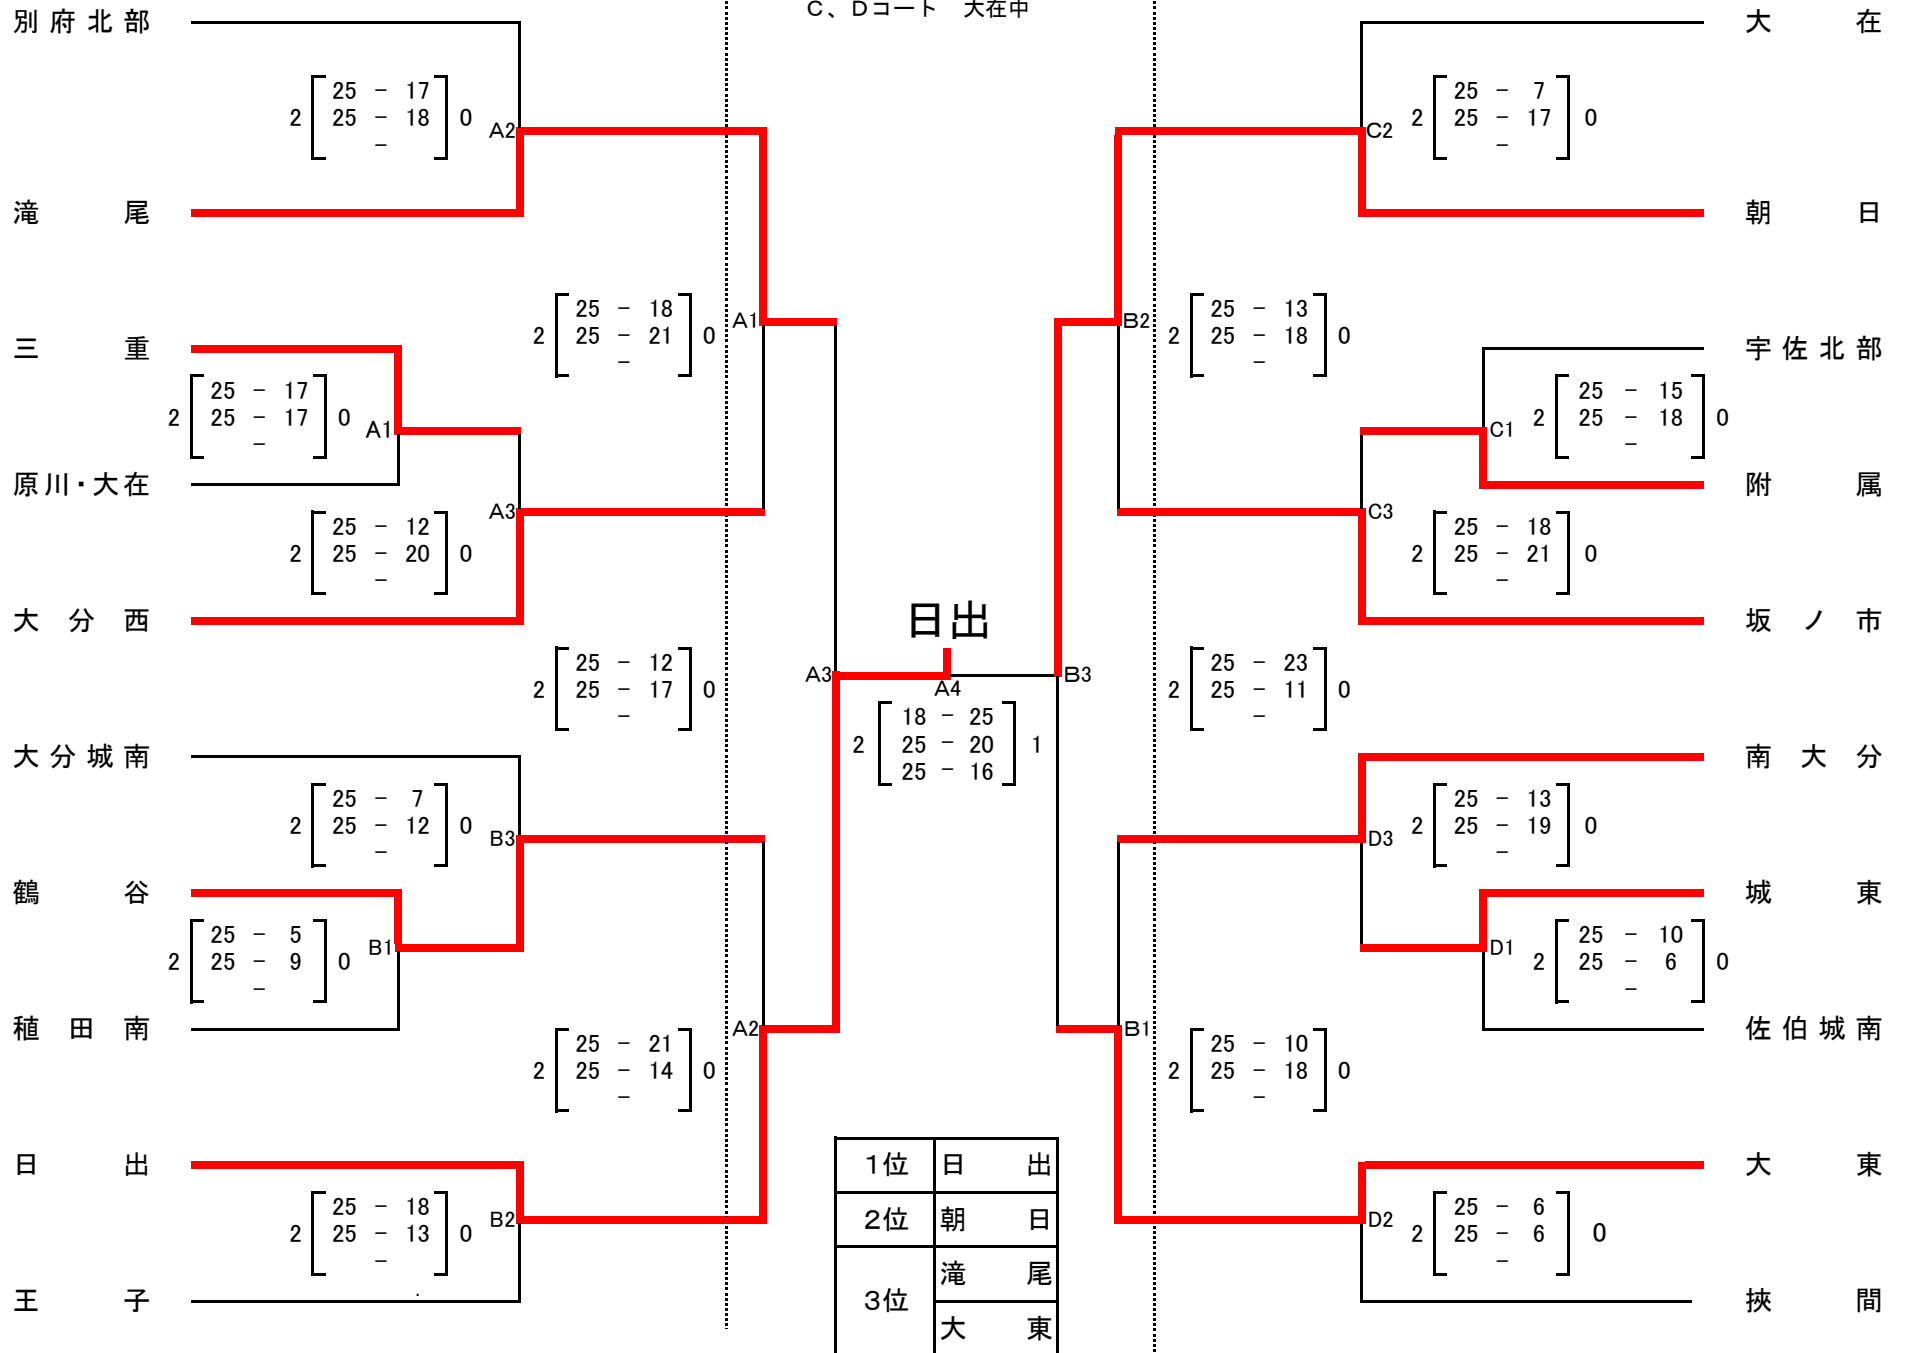 C、Dコート　大在中
別府北部
大　在
25 － 17
2 25 － 18 0
－
A2
25 － 7
2 25 － 17 0
－
C2
滝　尾
朝　日
25 － 18
2 25 － 21 0
－
A1
25 － 13
2 25 － 18 0
－
B2
三　重
宇佐北部
25 － 17
2 25 － 17 0
－
A1
25 － 15
2 25 － 18 0
－
C1
原川・大在
附　属
A3
C3
25 － 12
2 25 － 20 0
－
25 － 18
2 25 － 21 0
－
大分西
坂ノ市
日出
25 － 12
2 25 － 17 0
－
A3
A4
B3
25 － 23
2 25 － 11 0
－
18 － 25
2 25 － 20 1
25 － 16
大分城南
南大分
25 － 7
2 25 － 12 0
－
B3
25 － 13
2 25 － 19 0
－
D3
鶴　谷
城　東
25 － 5
2 25 － 9 0
－
B1
25 － 10
2 25 － 6 0
－
D1
稙田南
佐伯城南
A2
B1
25 － 21
2 25 － 14 0
－
25 － 10
2 25 － 18 0
－
日　出
大　東
25 － 18
2 25 － 13 0
－
B2
25 － 6
2 25 － 6 0
－
D2
王　子
挾　間
1位 日　出
2位 朝　日
3位 滝　尾
大　東